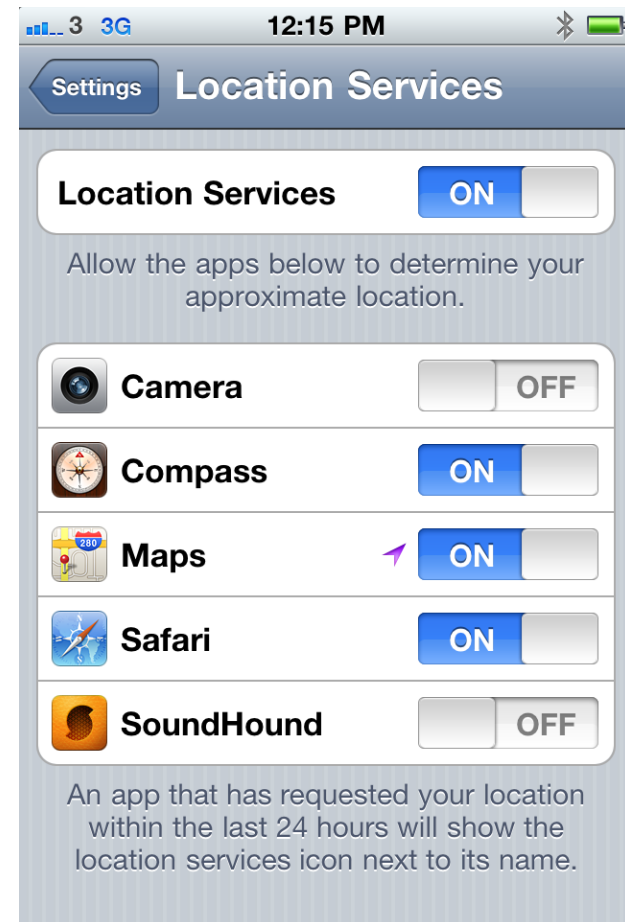 3 3G 12:15 PM
Settings Location Services
Location Services ON
Allow the apps below to determine your
approximate location.
Camera OFF
Compass ON
280
Maps ON
Safari ON
SoundHound OFF
An app that has requested your location
within the last 24 hours will show the
location services icon next to its name.